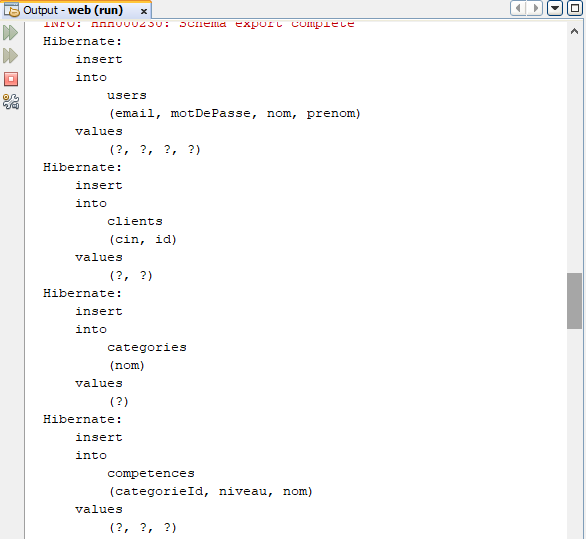 Output - web (run)
INFO: HHH000230: Schema export complete
Hibernate:
insert
into
users
(email, motDePasse, nom, prenom)
values
(?, ?, ?, ?)
Hibernate:
insert
into
clients
(cin, id)
values
(?, ?)
Hibernate:
insert
into
categories
(nom)
values
(?)
Hibernate:
insert
into
competences
(categorieId, niveau, nom)
values
(?, ?, ?)